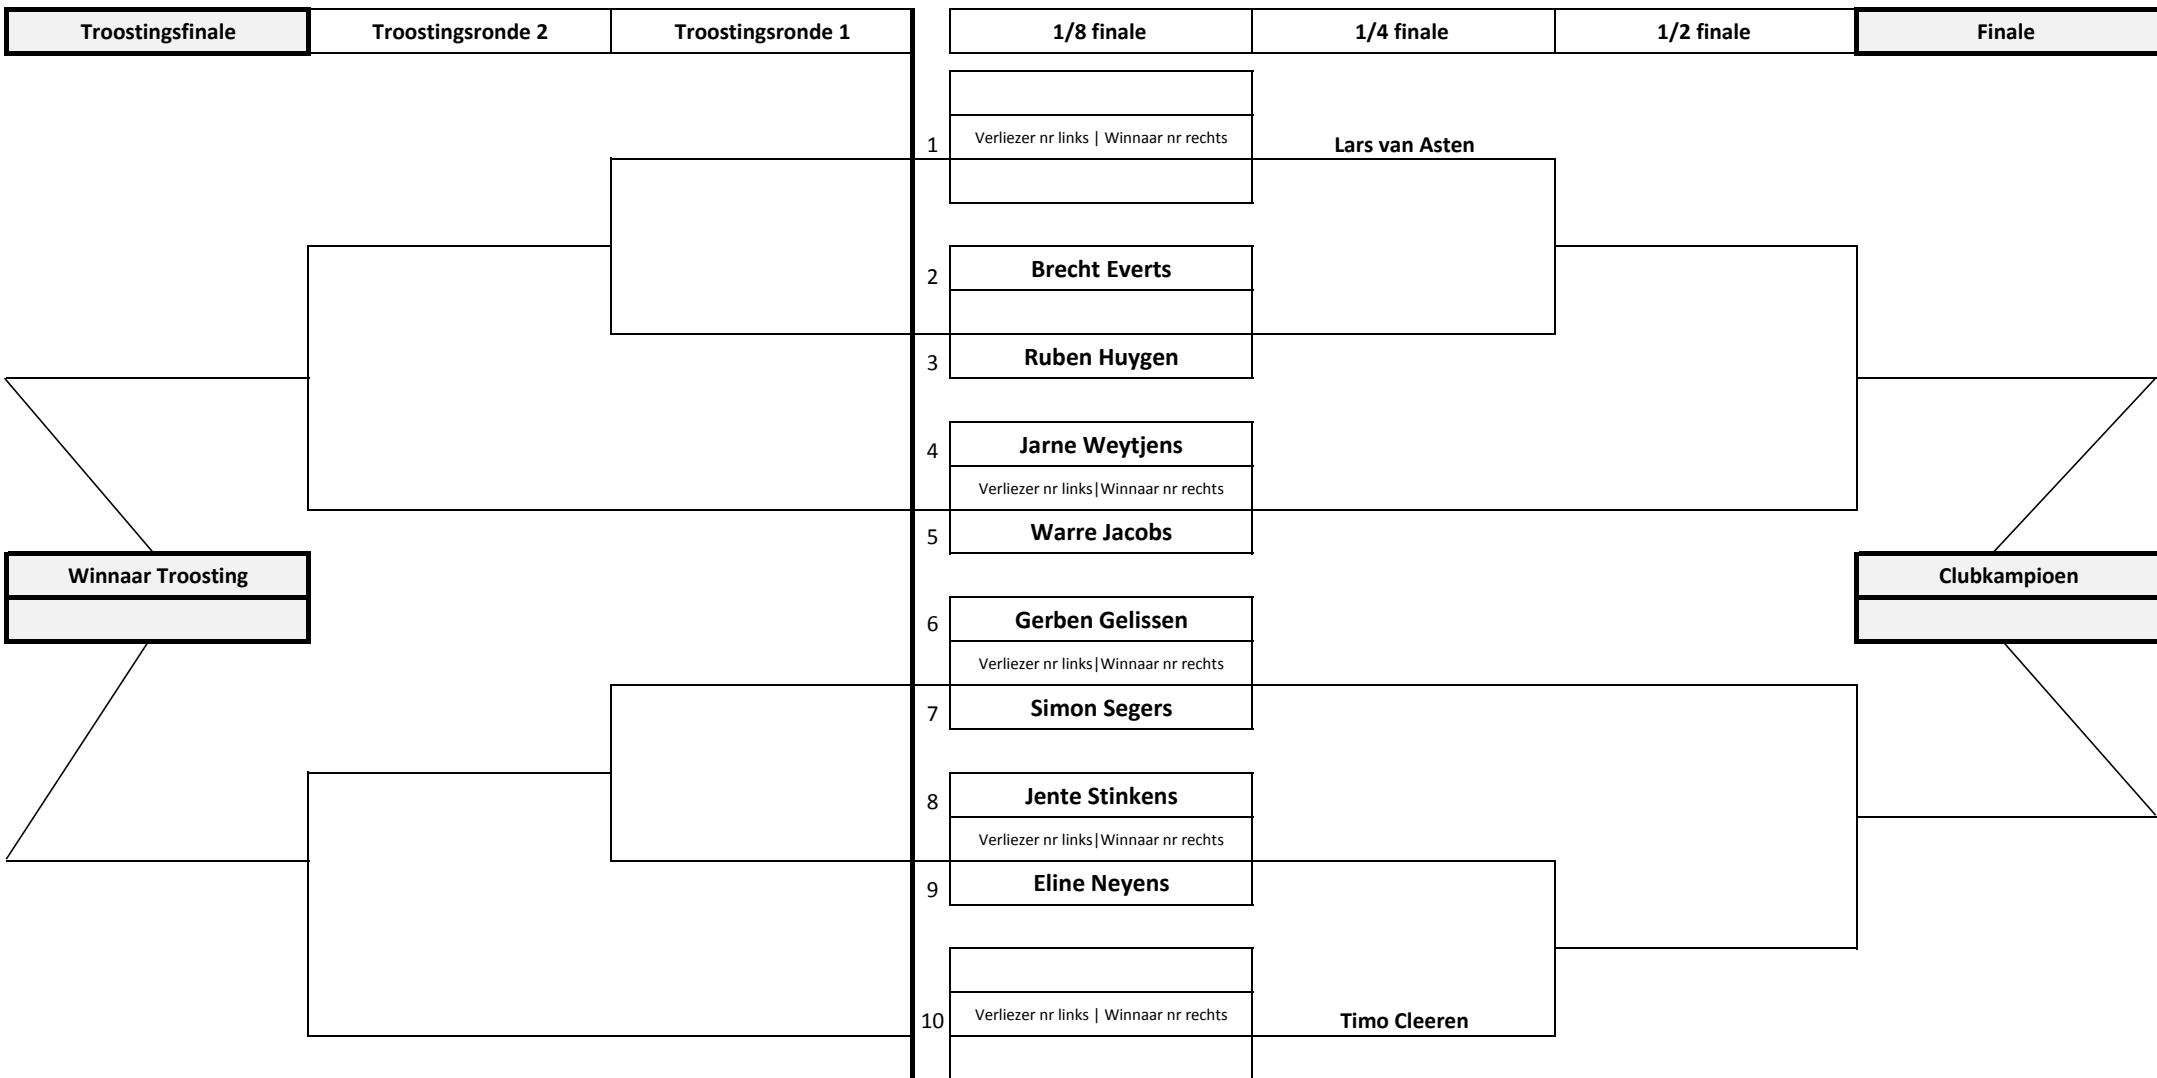 Troostingsfinale Troostingsronde 2 Troostingsronde 1 1/8 finale 1/4 finale 1/2 finale Finale
1 Verliezer nr links | Winnaar nr rechts Lars van Asten
2 Brecht Everts
3 Ruben Huygen
4 Jarne Weytjens
Verliezer nr links|Winnaar nr rechts
5 Warre Jacobs
Winnaar Troosting Clubkampioen
6 Gerben Gelissen
Verliezer nr links|Winnaar nr rechts
7 Simon Segers
8 Jente Stinkens
Verliezer nr links|Winnaar nr rechts
9 Eline Neyens
10 Verliezer nr links | Winnaar nr rechts Timo Cleeren